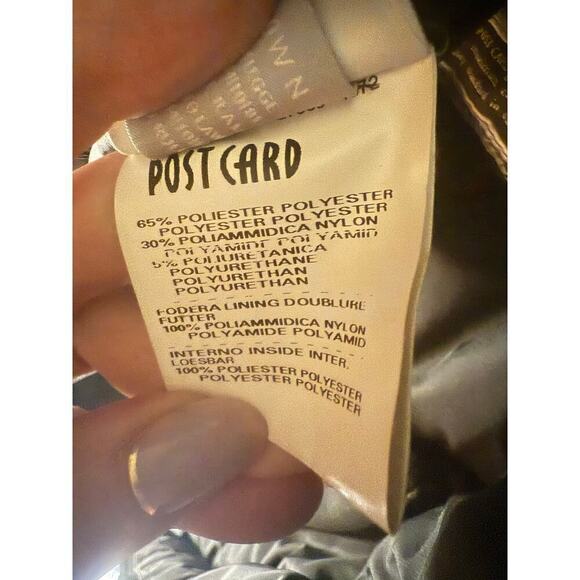 POST CARD
65% POLIESTER POLYESTER
POLYESTER POLYESTER
30% POLIAMMIDICA NYLON
POLYAMIDE POLYAMID
5% POLIURETANICA
POLYURETHANE
POLYURETHAN
POLYURETHAN
FODERA LINING DOUBLURE
FUTTER
100% POLIAMMIDICA NYLON
POLYAMIDE POLYAMID
INTERNO INSIDE INTER.
LOESBAR
100% POLIESTER POLYESTER
POLYESTER POLYESTER